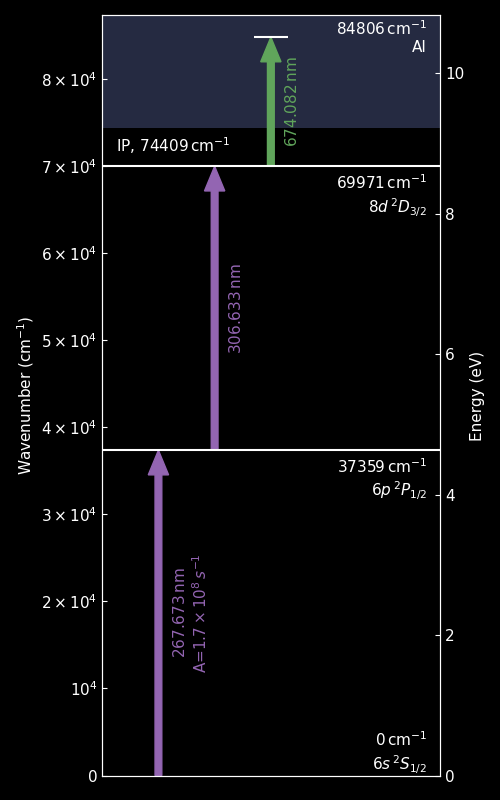 84806 cm⁻¹
AI
8 × 10⁴
10
674.082 nm
IP, 74409 cm⁻¹
7 × 10⁴
69971 cm⁻¹
8d ²D₃/₂
8
6 × 10⁴
306.633 nm
5 × 10⁴
6
Wavenumber (cm⁻¹)
Energy (eV)
4 × 10⁴
37359 cm⁻¹
6p ²P₁/₂
4
3 × 10⁴
267.673 nm
A=1.7 × 10⁸ s⁻¹
2 × 10⁴
2
10⁴
0 cm⁻¹
6s ²S₁/₂
0
0